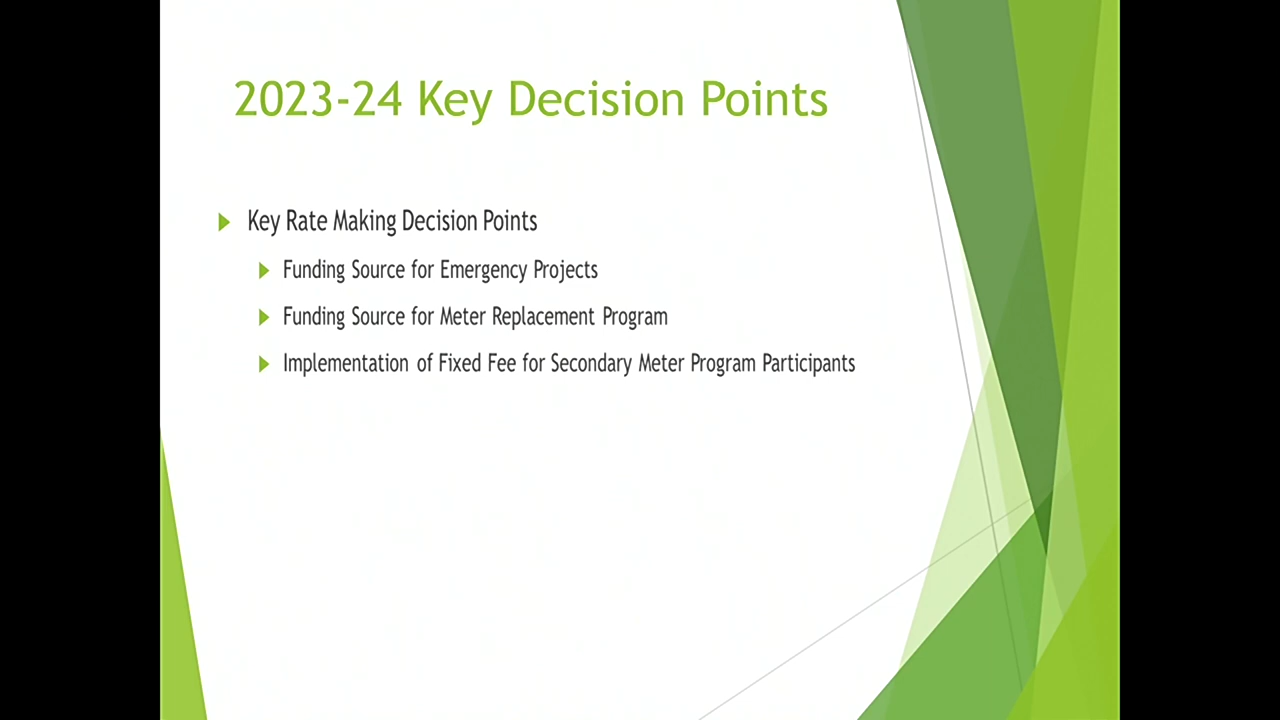 2023-24 Key Decision Points
Key Rate Making Decision Points
Funding Source for Emergency Projects
Funding Source for Meter Replacement Program
Implementation of Fixed Fee for Secondary Meter Program Participants